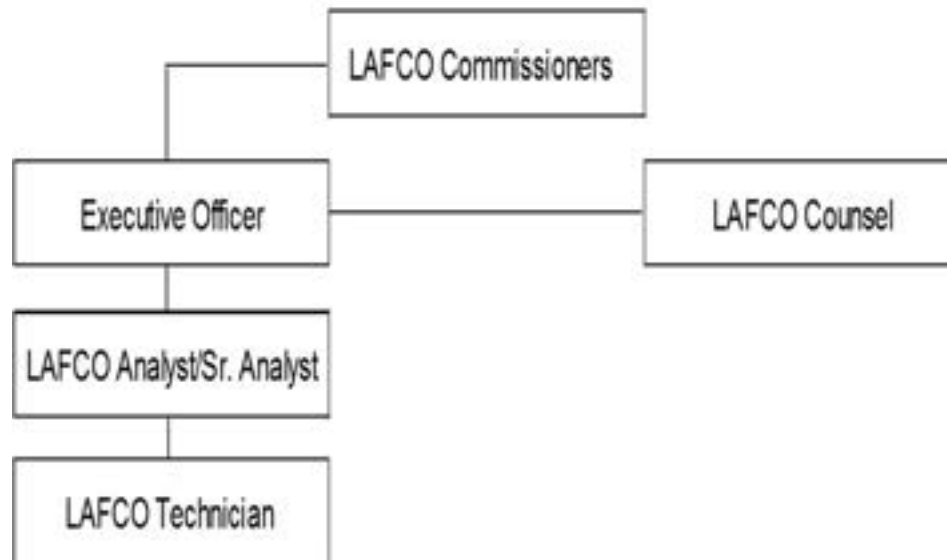 LAFCO Commissioners
Executive Officer
LAFCO Counsel
LAFCO Analyst/Sr. Analyst
LAFCO Technician